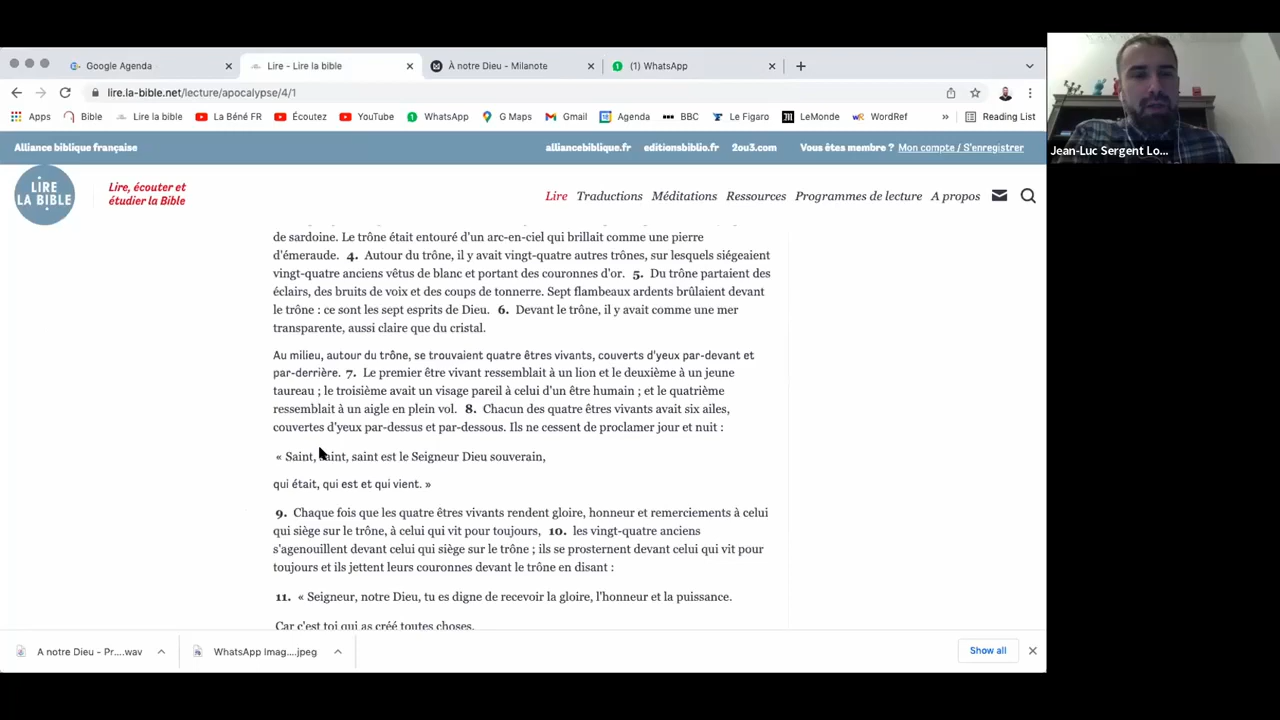 Google Agenda
Lire - Lire la bible
À notre Dieu - Milanote
(1) WhatsApp
lire.la-bible.net/lecture/apocalypse/4/1
Apps
Bible
Lire la bible
La Béné FR
Écoutez
YouTube
WhatsApp
G Maps
Gmail
Agenda
BBC
Le Figaro
LeMonde
WordRef
»
Reading List
Jean-Luc Sergent Lo...
Alliance biblique française
alliancebiblique.fr
editionsbiblio.fr
2ou3.com
Vous êtes membre ? Mon compte / S'enregistrer
LIRE
LA BIBLE
Lire, écouter et
étudier la Bible
Lire
Traductions
Méditations
Ressources
Programmes de lecture
A propos
de sardoine. Le trône était entouré d'un arc-en-ciel qui brillait comme une pierre
d'émeraude. 4. Autour du trône, il y avait vingt-quatre autres trônes, sur lesquels siégeaient
vingt-quatre anciens vêtus de blanc et portant des couronnes d'or. 5. Du trône partaient des
éclairs, des bruits de voix et des coups de tonnerre. Sept flambeaux ardents brûlaient devant
le trône : ce sont les sept esprits de Dieu. 6. Devant le trône, il y avait comme une mer
transparente, aussi claire que du cristal.
Au milieu, autour du trône, se trouvaient quatre êtres vivants, couverts d'yeux par-devant et
par-derrière. 7. Le premier être vivant ressemblait à un lion et le deuxième à un jeune
taureau ; le troisième avait un visage pareil à celui d'un être humain ; et le quatrième
ressemblait à un aigle en plein vol. 8. Chacun des quatre êtres vivants avait six ailes,
couvertes d'yeux par-dessus et par-dessous. Ils ne cessent de proclamer jour et nuit :
« Saint, saint, saint est le Seigneur Dieu souverain,
qui était, qui est et qui vient. »
9. Chaque fois que les quatre êtres vivants rendent gloire, honneur et remerciements à celui
qui siège sur le trône, à celui qui vit pour toujours, 10. les vingt-quatre anciens
s'agenouillent devant celui qui siège sur le trône ; ils se prosternent devant celui qui vit pour
toujours et ils jettent leurs couronnes devant le trône en disant :
11. « Seigneur, notre Dieu, tu es digne de recevoir la gloire, l'honneur et la puissance.
Car c'est toi qui as créé toutes choses,
A notre Dieu - Pr....wav
WhatsApp Imag....jpeg
Show all